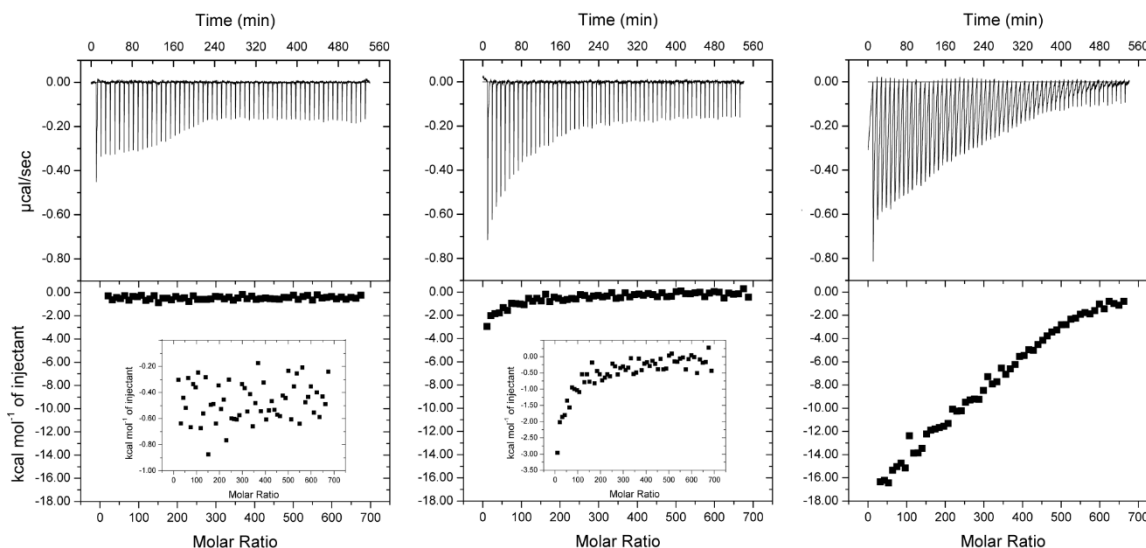 Time (min)
0 80 160 240 320 400 480 560
µcal/sec
0.00
-0.20
-0.40
-0.60
-0.80
kcal mol⁻¹ of injectant
0.00
-2.00
-4.00
-6.00
-8.00
-10.00
-12.00
-14.00
-16.00
-18.00
kcal mol⁻¹ of injectant
-0.20
-0.40
-0.60
-0.80
-1.00
0 100 200 300 400 500 600 700
Molar Ratio
0 100 200 300 400 500 600 700
Molar Ratio
Time (min)
0 80 160 240 320 400 480 560
0.00
-0.20
-0.40
-0.60
-0.80
0.00
-2.00
-4.00
-6.00
-8.00
-10.00
-12.00
-14.00
-16.00
-18.00
kcal mol⁻¹ of injectant
0.00
-0.50
-1.00
-1.50
-2.00
-2.50
-3.00
-3.50
0 100 200 300 400 500 600 700
Molar Ratio
0 100 200 300 400 500 600 700
Molar Ratio
Time (min)
0 80 160 240 320 400 480 560
0.00
-0.20
-0.40
-0.60
-0.80
0.00
-2.00
-4.00
-6.00
-8.00
-10.00
-12.00
-14.00
-16.00
-18.00
0 100 200 300 400 500 600 700
Molar Ratio